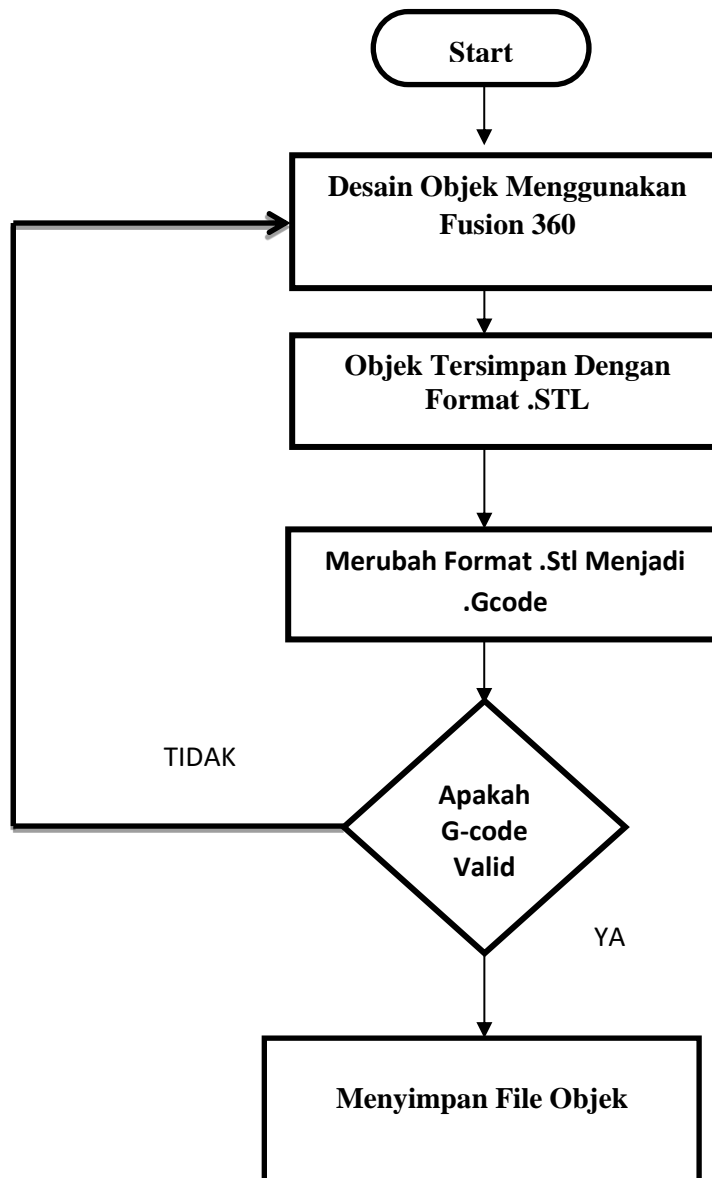 Start
Desain Objek Menggunakan
Fusion 360
Objek Tersimpan Dengan
Format .STL
Merubah Format .Stl Menjadi
.Gcode
TIDAK
Apakah
G-code
Valid
YA
Menyimpan File Objek